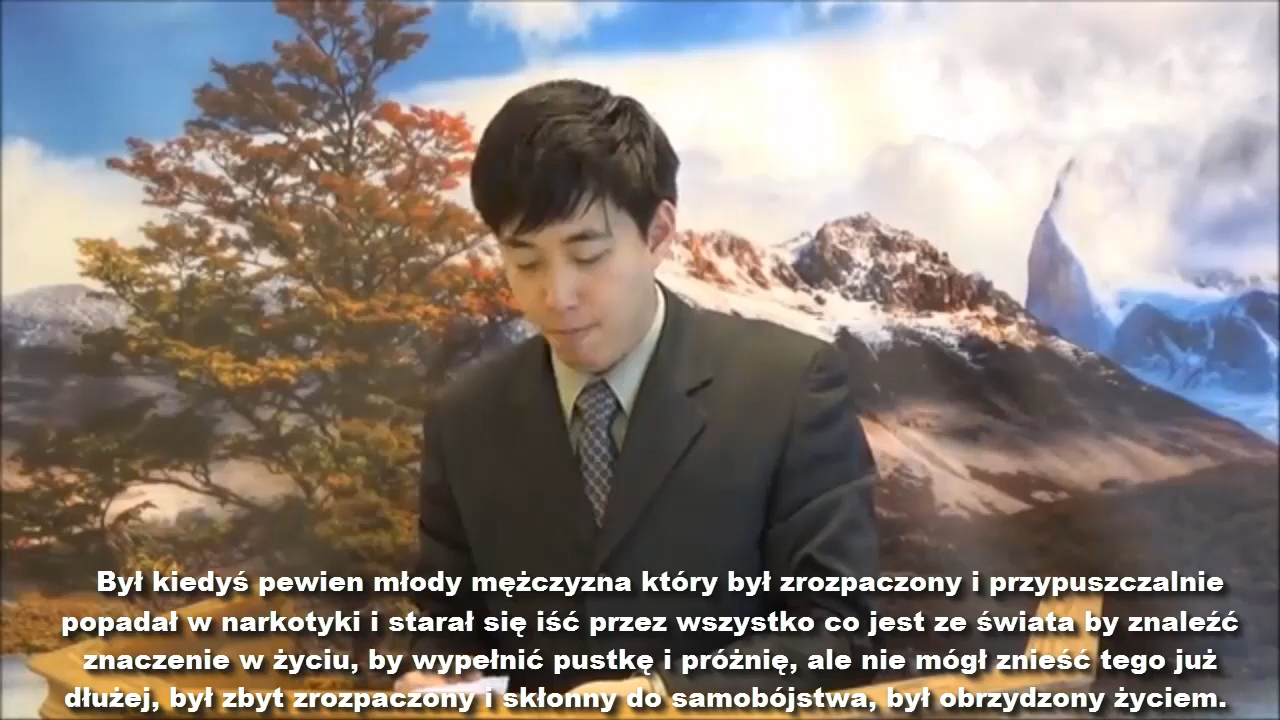 Był kiedyś pewien młody mężczyzna który był zrozpaczony i przypuszczalnie
popadał w narkotyki i starał się iść przez wszystko co jest ze świata by znaleźć
znaczenie w życiu, by wypełnić pustkę i próżnię, ale nie mógł znieść tego już
dłużej, był zbyt zrozpaczony i skłonny do samobójstwa, był obrzydzony życiem.